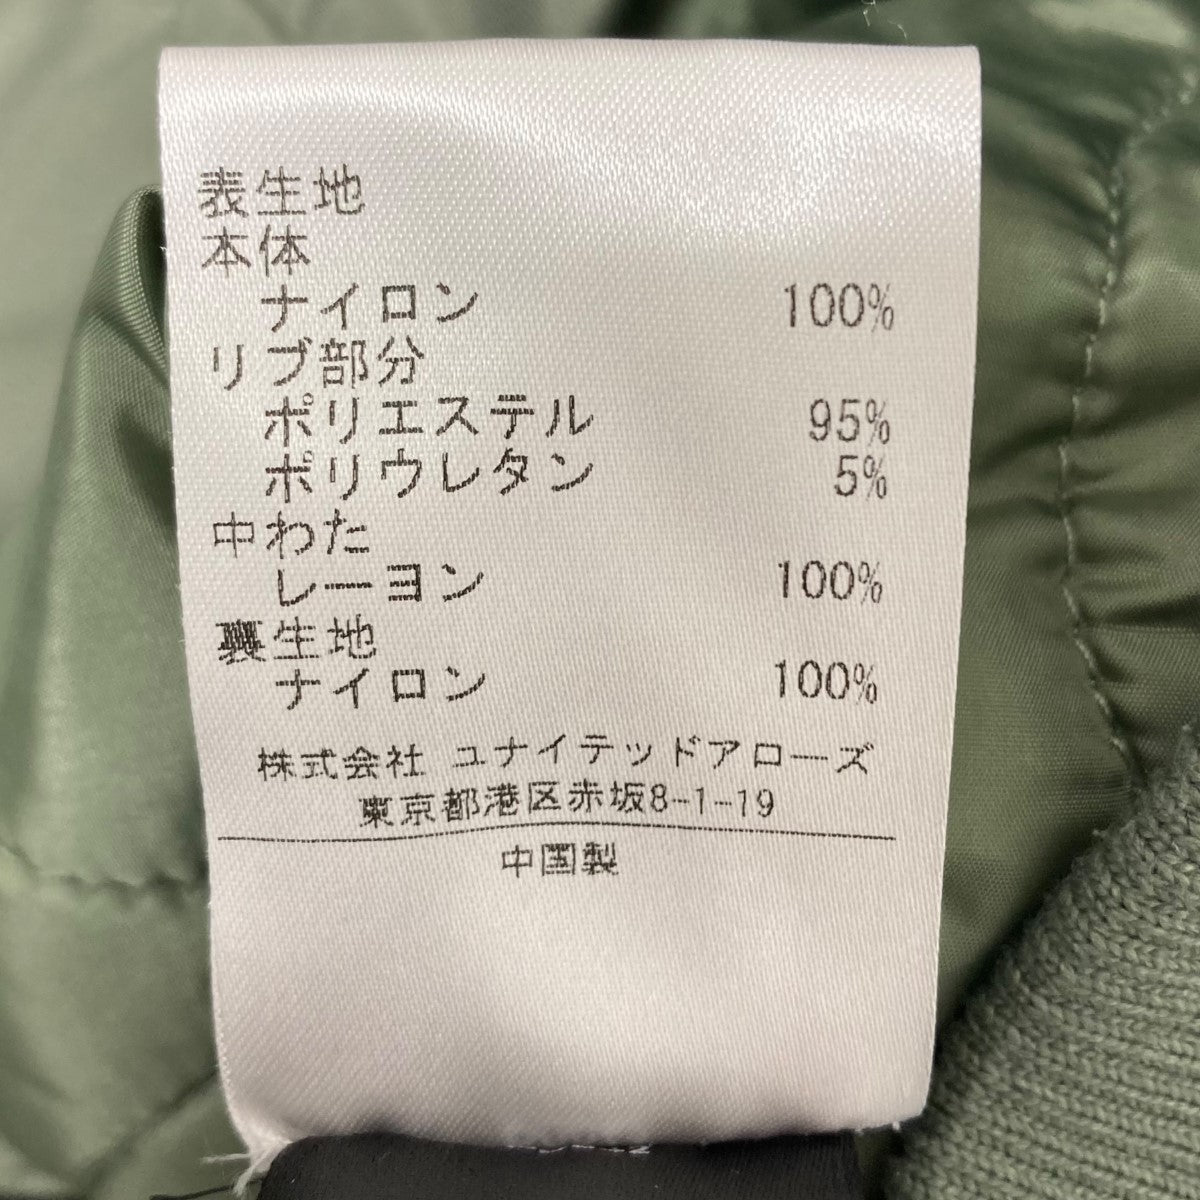 表生地
本体
ナイロン 100%
リブ部分
ポリエステル 95%
ポリウレタン 5%
中わた
レーヨン 100%
裏生地
ナイロン 100%
株式会社 ユナイテッドアローズ
東京都港区赤坂8-1-19
中国製